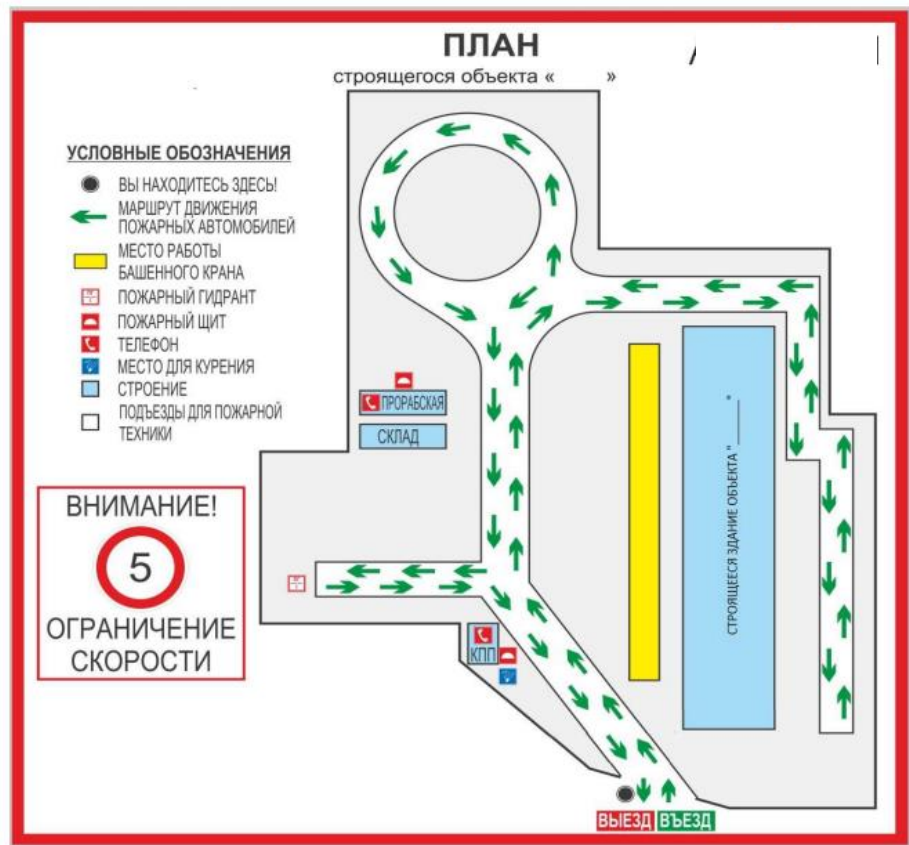 ПЛАН
строящегося объекта « »
УСЛОВНЫЕ ОБОЗНАЧЕНИЯ
ВЫ НАХОДИТЕСЬ ЗДЕСЬ!
МАРШРУТ ДВИЖЕНИЯ
ПОЖАРНЫХ АВТОМОБИЛЕЙ
МЕСТО РАБОТЫ
БАШЕННОГО КРАНА
ПОЖАРНЫЙ ГИДРАНТ
ПОЖАРНЫЙ ЩИТ
ТЕЛЕФОН
МЕСТО ДЛЯ КУРЕНИЯ
СТРОЕНИЕ
ПОДЪЕЗДЫ ДЛЯ ПОЖАРНОЙ
ТЕХНИКИ
ВНИМАНИЕ!
5
ОГРАНИЧЕНИЕ
СКОРОСТИ
ПРОРАБСКАЯ
СКЛАД
СТРОЯЩЕЕСЯ ЗДАНИЕ ОБЪЕКТА "______"
КПП
ВЫЕЗД ВЪЕЗД